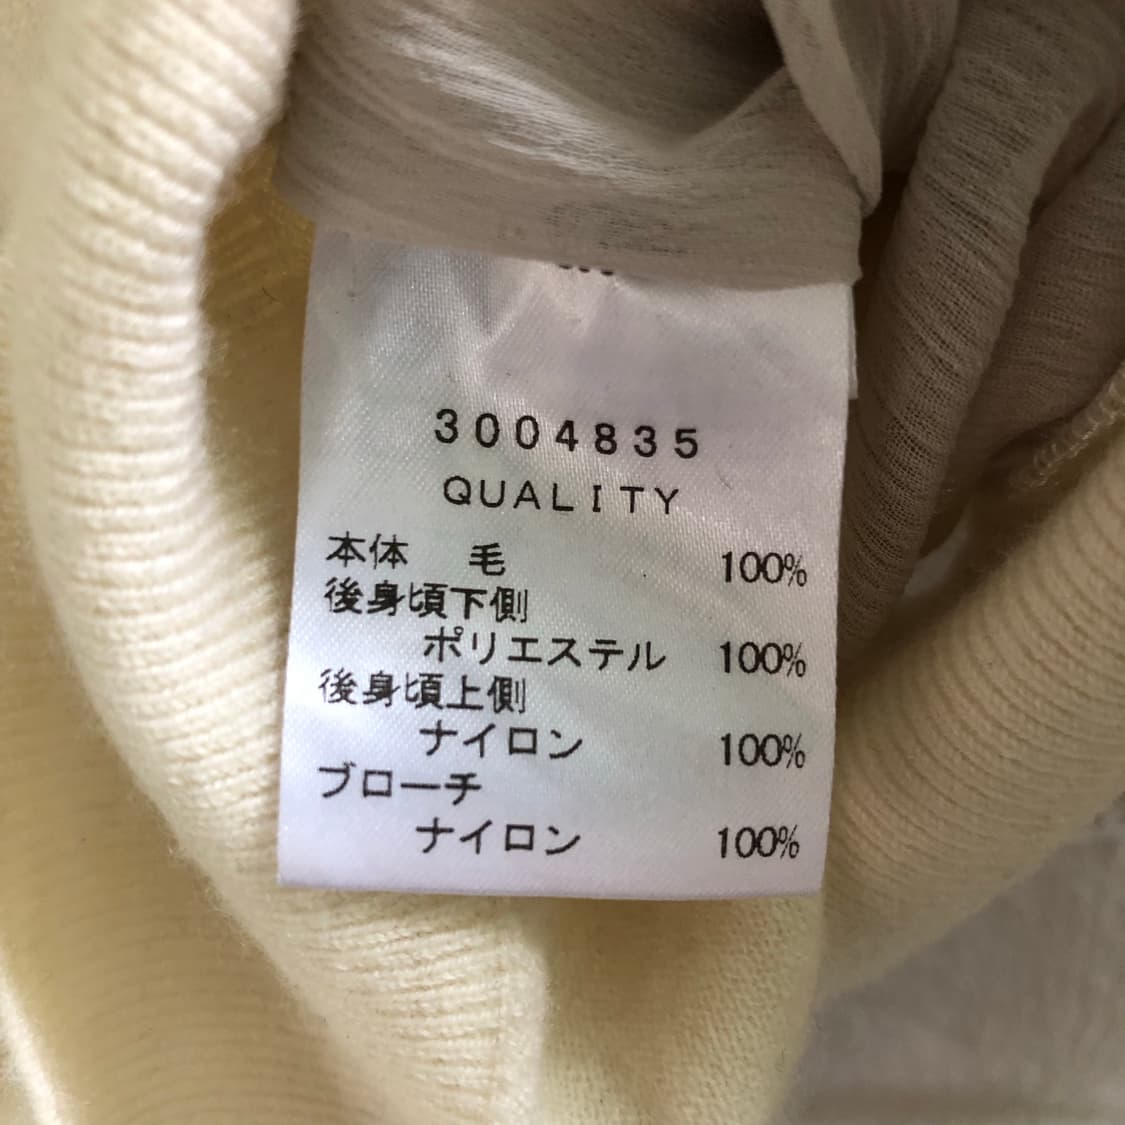 3004835
QUALITY
本体 毛 100%
後身頃下側
ポリエステル 100%
後身頃上側
ナイロン 100%
ブローチ
ナイロン 100%